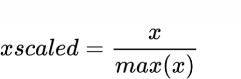 xscaled = x / max(x)